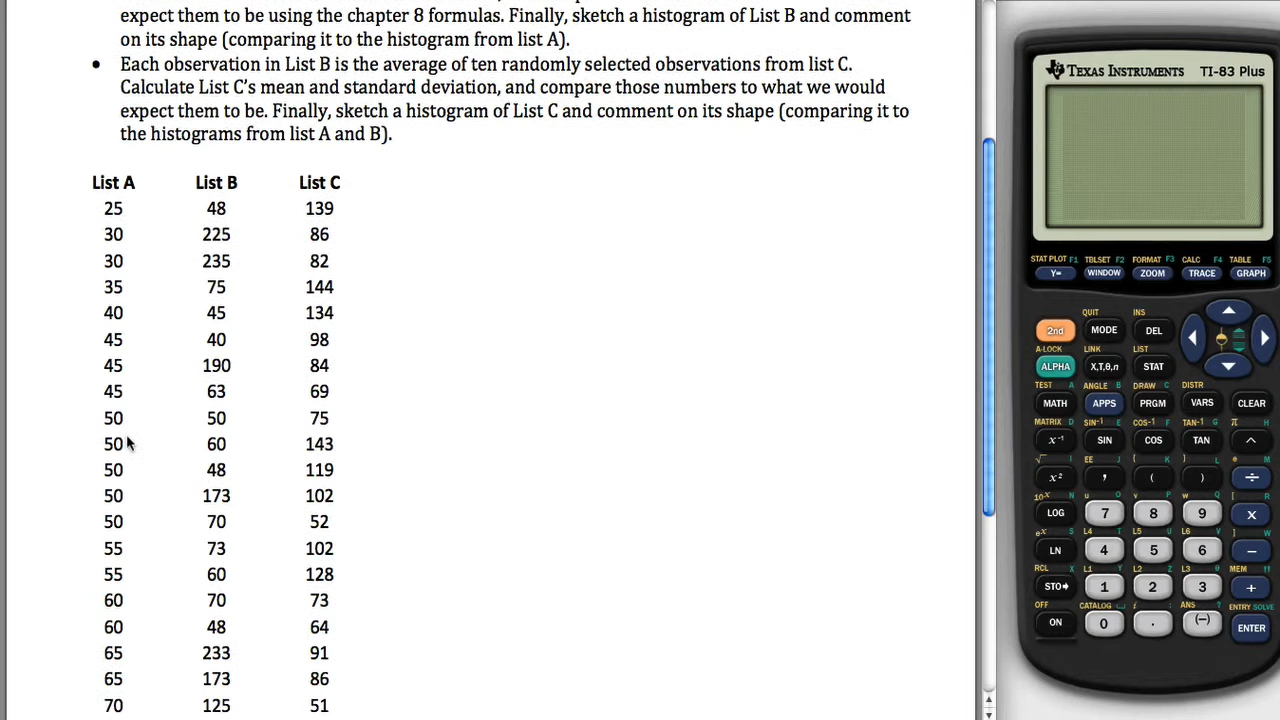 expect them to be using the chapter 8 formulas. Finally, sketch a histogram of List B and comment
on its shape (comparing it to the histogram from list A).
• Each observation in List B is the average of ten randomly selected observations from list C.
Calculate List C's mean and standard deviation, and compare those numbers to what we would
expect them to be. Finally, sketch a histogram of List C and comment on its shape (comparing it to
the histograms from list A and B).
List A List B List C
25 48 139
30 225 86
30 235 82
35 75 144
40 45 134
45 40 98
45 190 84
45 63 69
50 50 75
50 60 143
50 48 119
50 173 102
50 70 52
55 73 102
55 60 128
60 70 73
60 48 64
65 233 91
65 173 86
70 125 51
TEXAS INSTRUMENTS TI-83 Plus
STAT PLOT F1 TBLSET F2 FORMAT F3 CALC F4 TABLE F5
Y= WINDOW ZOOM TRACE GRAPH
QUIT INS
2nd MODE DEL
A-LOCK LINK LIST
ALPHA X,T,θ,n STAT
TEST A ANGLE B DRAW C DISTR
MATH APPS PRGM VARS CLEAR
MATRIX D SIN⁻¹ E COS⁻¹ F TAN⁻¹ G π H
x⁻¹ SIN COS TAN ^
√ I EE J { K } L e M
x² , ( ) ÷
10ˣ N u O v P w Q [ R
LOG 7 8 9 x
eˣ S L4 T L5 U L6 V ] W
LN 4 5 6 −
RCL X L1 Y L2 Z L3 θ MEM "
STO➔ 1 2 3 +
OFF CATALOG i : ANS ? ENTRY SOLVE
ON 0 . (−) ENTER